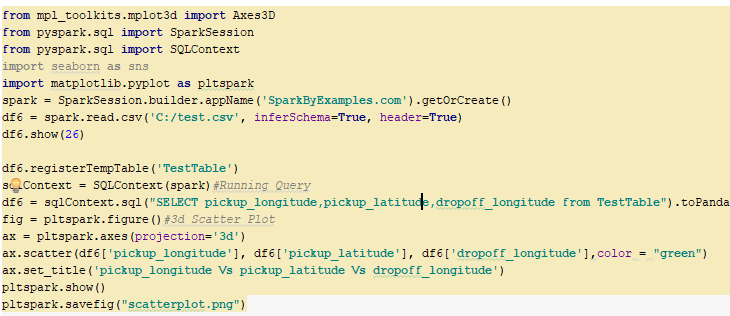 from mpl_toolkits.mplot3d import Axes3D
from pyspark.sql import SparkSession
from pyspark.sql import SQLContext
import seaborn as sns
import matplotlib.pyplot as pltspark
spark = SparkSession.builder.appName('SparkByExamples.com').getOrCreate()
df6 = spark.read.csv('C:/test.csv', inferSchema=True, header=True)
df6.show(26)
df6.registerTempTable('TestTable')
sqlContext = SQLContext(spark)#Running Query
df6 = sqlContext.sql("SELECT pickup_longitude,pickup_latitude,dropoff_longitude from TestTable").toPanda
fig = pltspark.figure()#3d Scatter Plot
ax = pltspark.axes(projection='3d')
ax.scatter(df6['pickup_longitude'], df6['pickup_latitude'], df6['dropoff_longitude'],color = "green")
ax.set_title('pickup_longitude Vs pickup_latitude Vs dropoff_longitude')
pltspark.show()
pltspark.savefig("scatterplot.png")